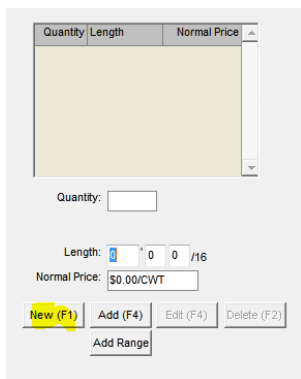 Quantity Length Normal Price
Quantity:
Length: 0 ' 0 0 /16
Normal Price: $0.00/CWT
New (F1) Add (F4) Edit (F4) Delete (F2)
Add Range